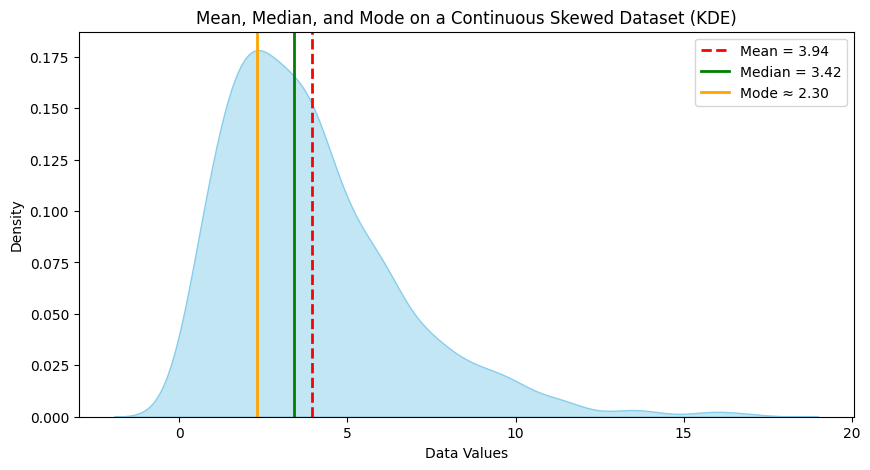 Mean, Median, and Mode on a Continuous Skewed Dataset (KDE)
Mean = 3.94
Median = 3.42
Mode ≈ 2.30
Density
0.175
0.150
0.125
0.100
0.075
0.050
0.025
0.000
0 5 10 15 20
Data Values